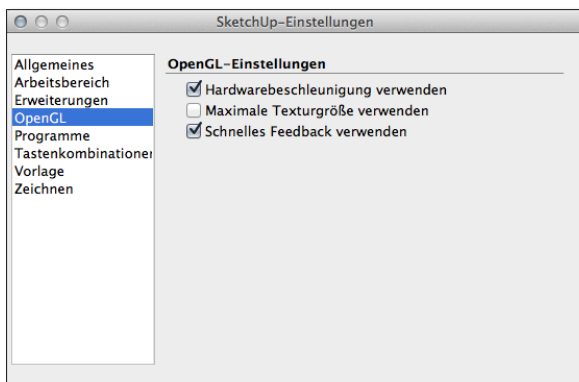 SketchUp-Einstellungen
Allgemeines
Arbeitsbereich
Erweiterungen
OpenGL
Programme
Tastenkombinationen
Vorlage
Zeichnen
OpenGL-Einstellungen
Hardwarebeschleunigung verwenden
Maximale Texturgröße verwenden
Schnelles Feedback verwenden